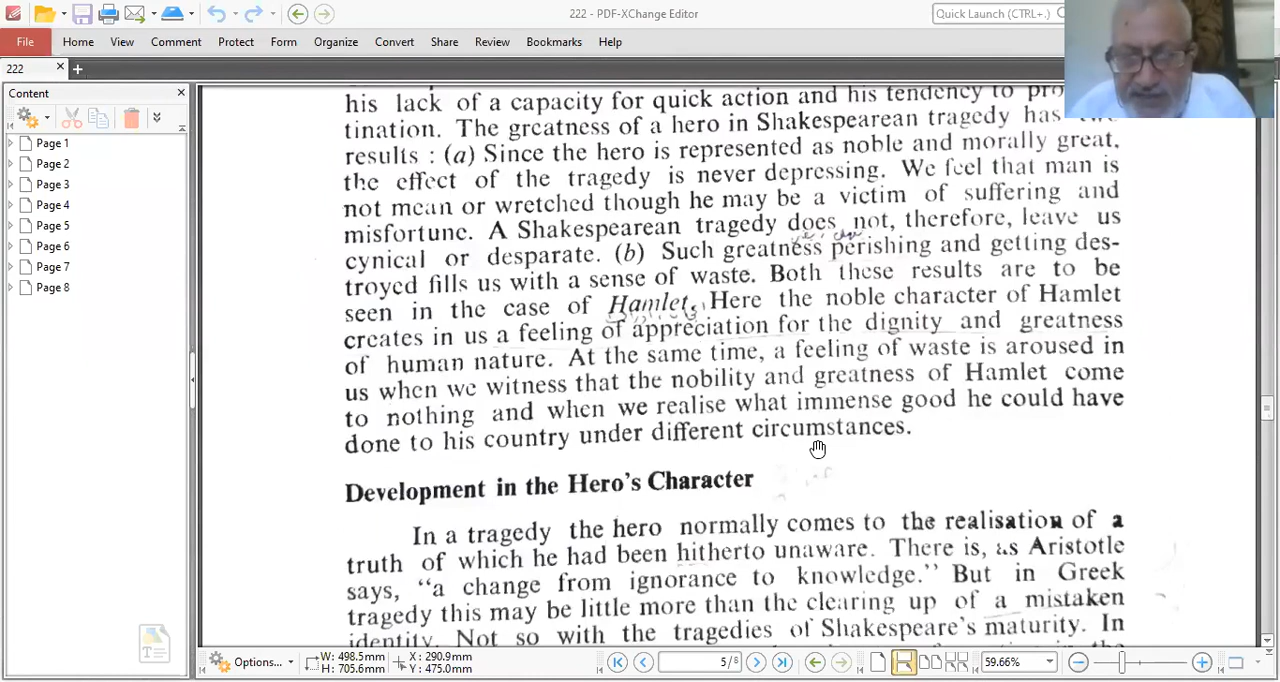 222 - PDF-XChange Editor
Quick Launch (CTRL+.)
File Home View Comment Protect Form Organize Convert Share Review Bookmarks Help
222
Content
Page 1
Page 2
Page 3
Page 4
Page 5
Page 6
Page 7
Page 8
his lack of a capacity for quick action and his tendency to pro
tination. The greatness of a hero in Shakespearean tragedy has two
results : (a) Since the hero is represented as noble and morally great,
the effect of the tragedy is never depressing. We feel that man is
not mean or wretched though he may be a victim of suffering and
misfortune. A Shakespearean tragedy does not, therefore, leave us
cynical or desparate. (b) Such greatness perishing and getting des-
troyed fills us with a sense of waste. Both these results are to be
seen in the case of Hamlet. Here the noble character of Hamlet
creates in us a feeling of appreciation for the dignity and greatness
of human nature. At the same time, a feeling of waste is aroused in
us when we witness that the nobility and greatness of Hamlet come
to nothing and when we realise what immense good he could have
done to his country under different circumstances.
Development in the Hero's Character
In a tragedy the hero normally comes to the realisation of a
truth of which he had been hitherto unaware. There is, as Aristotle
says, "a change from ignorance to knowledge." But in Greek
tragedy this may be little more than the clearing up of a mistaken
identity. Not so with the tragedies of Shakespeare's maturity. In
Options...
W: 498.5mm
H: 705.6mm
X: 290.9mm
Y: 475.0mm
5/8
59.66%